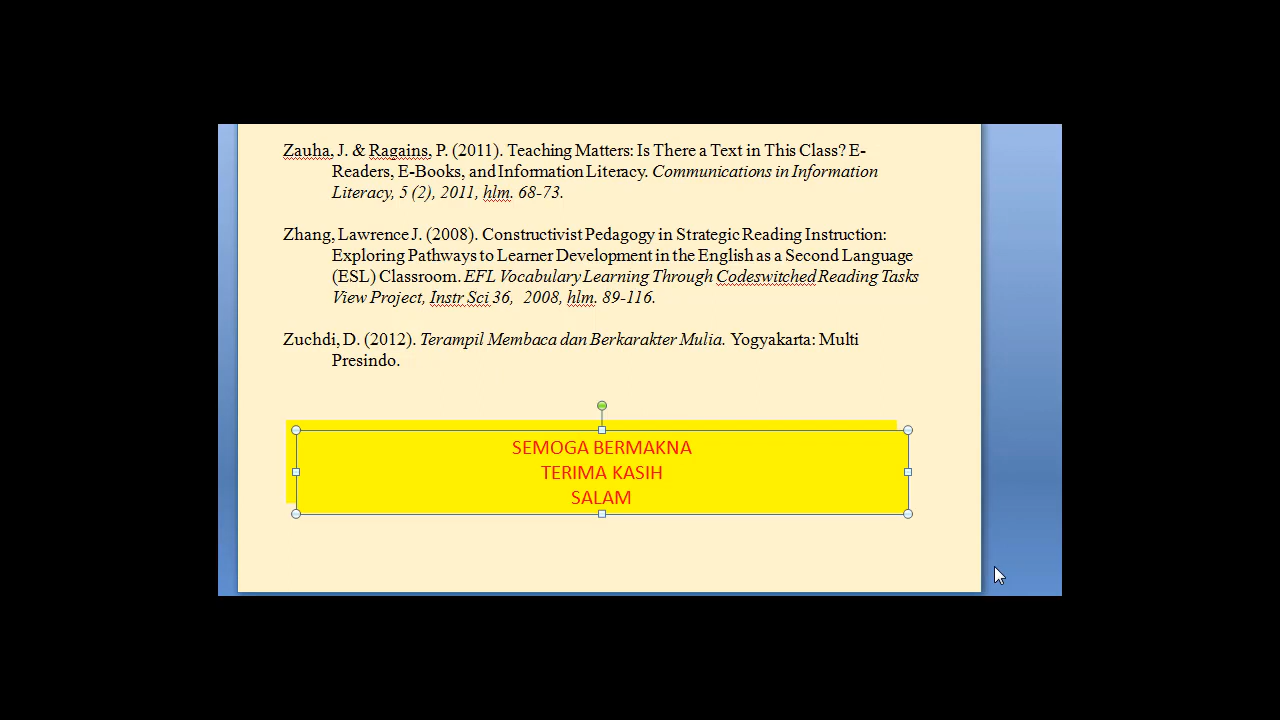 Zauha, J. & Ragains, P. (2011). Teaching Matters: Is There a Text in This Class? E-
Readers, E-Books, and Information Literacy. Communications in Information
Literacy, 5 (2), 2011, hlm. 68-73.
Zhang, Lawrence J. (2008). Constructivist Pedagogy in Strategic Reading Instruction:
Exploring Pathways to Learner Development in the English as a Second Language
(ESL) Classroom. EFL Vocabulary Learning Through Codeswitched Reading Tasks
View Project, Instr Sci 36, 2008, hlm. 89-116.
Zuchdi, D. (2012). Terampil Membaca dan Berkarakter Mulia. Yogyakarta: Multi
Presindo.
SEMOGA BERMAKNA
TERIMA KASIH
SALAM